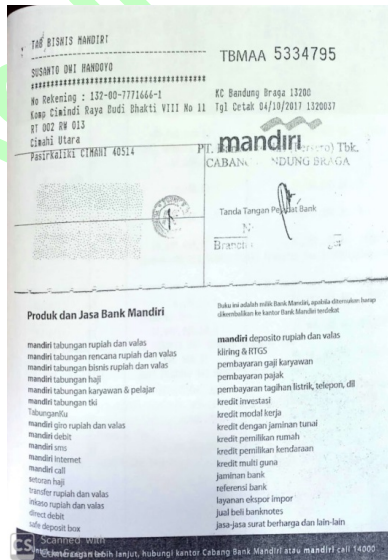 TAB BISNIS MANDIRI
TBMAA 5334795
SUSANTO DWI HANDOYO
No Rekening : 132-00-7771666-1
KC Bandung Braga 13200
Komp Cimindi Raya Budi Bhakti VIII No 11
Tgl Cetak 04/10/2017 1320037
RT 002 RW 013
Cimahi Utara
Pasirkaliki CIMAHI 40514
mandiri
PT. Tbk.
CABANG BRAGA
Tanda Tangan Pejabat Bank
Branch
Produk dan Jasa Bank Mandiri
mandiri tabungan rupiah dan valas
mandiri tabungan rencana rupiah dan valas
mandiri tabungan bisnis rupiah dan valas
mandiri tabungan haji
mandiri tabungan karyawan & pelajar
mandiri tabungan tki
TabunganKu
mandiri giro rupiah dan valas
mandiri debit
mandiri sms
mandiri internet
mandiri call
setoran haji
transfer rupiah dan valas
inkaso rupiah dan valas
direct debit
safe deposit box
Buku ini adalah milik Bank Mandiri, apabila ditemukan harap
dikembalikan ke kantor Bank Mandiri terdekat
mandiri deposito rupiah dan valas
kliring & RTGS
pembayaran gaji karyawan
pembayaran pajak
pembayaran tagihan listrik, telepon, dll
kredit investasi
kredit modal kerja
kredit dengan jaminan tunai
kredit pemilikan rumah
kredit pemilikan kendaraan
kredit multi guna
jaminan bank
referensi bank
layanan ekspor impor
jual beli banknotes
jasa-jasa surat berharga dan lain-lain
CS Scanned with
keterangan lebih lanjut, hubungi kantor Cabang Bank Mandiri atau mandiri call 14000